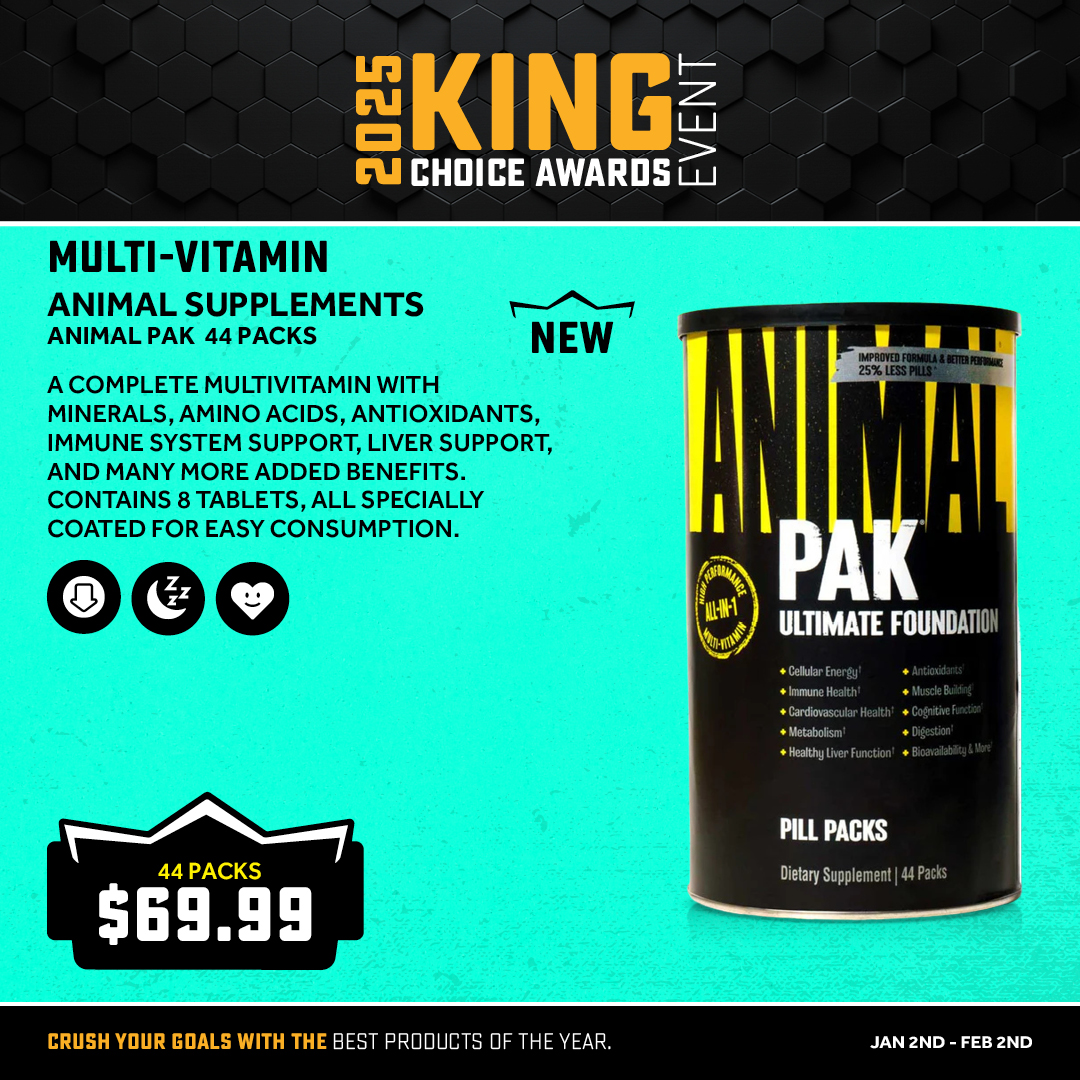 2025
KING
CHOICE AWARDS
EVENT
MULTI-VITAMIN
ANIMAL SUPPLEMENTS
ANIMAL PAK 44 PACKS
NEW
A COMPLETE MULTIVITAMIN WITH
MINERALS, AMINO ACIDS, ANTIOXIDANTS,
IMMUNE SYSTEM SUPPORT, LIVER SUPPORT,
AND MANY MORE ADDED BENEFITS.
CONTAINS 8 TABLETS, ALL SPECIALLY
COATED FOR EASY CONSUMPTION.
Z Z Z
44 PACKS
$69.99
ANIMAL
IMPROVED FORMULA & BETTER PERFORMANCE
25% LESS PILLS
PAK®
ULTIMATE FOUNDATION
HIGH PERFORMANCE
ALL-IN-1
MULTI-VITAMIN
Cellular Energy†
Immune Health†
Cardiovascular Health†
Metabolism†
Healthy Liver Function†
Antioxidants†
Muscle Building†
Cognitive Function†
Digestion†
Bioavailability & More†
PILL PACKS
Dietary Supplement | 44 Packs
CRUSH YOUR GOALS WITH THE BEST PRODUCTS OF THE YEAR.
JAN 2ND - FEB 2ND